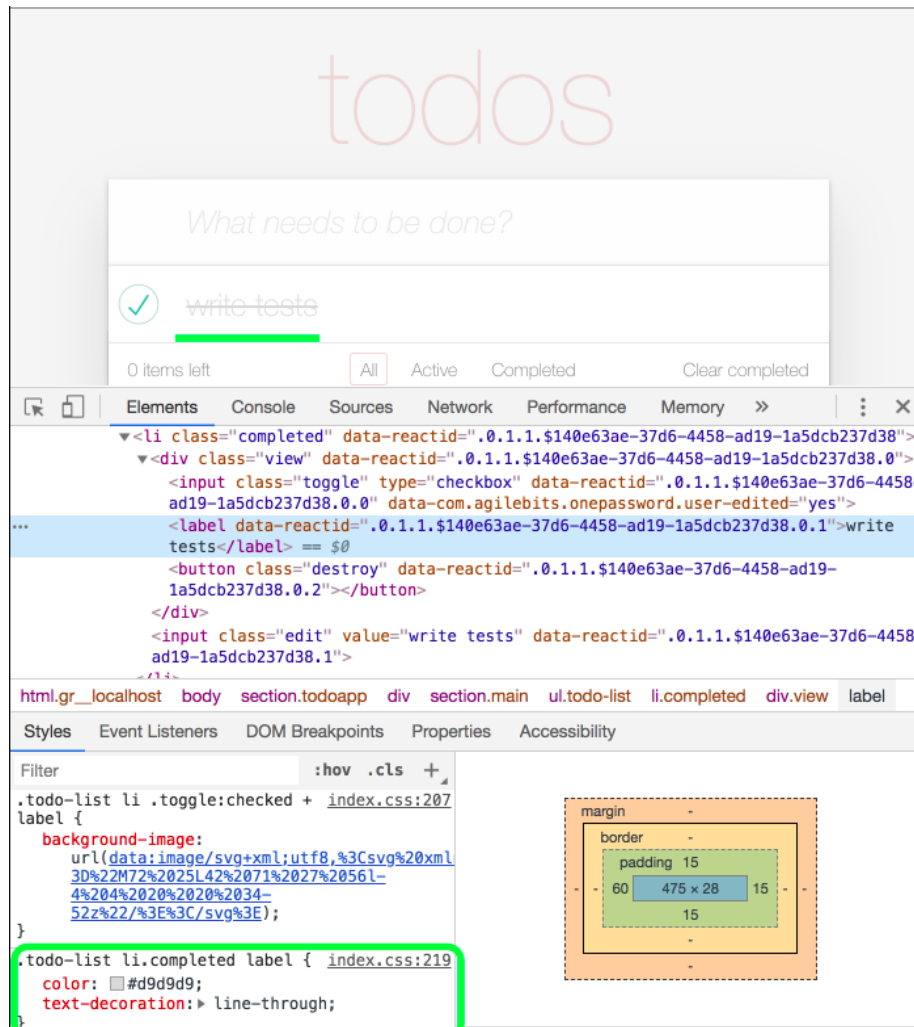 todos
What needs to be done?
write tests
0 items left All Active Completed Clear completed
Elements Console Sources Network Performance Memory »
▼<li class="completed" data-reactid=".0.1.1.$140e63ae-37d6-4458-ad19-1a5dcb237d38">
▼<div class="view" data-reactid=".0.1.1.$140e63ae-37d6-4458-ad19-1a5dcb237d38.0">
<input class="toggle" type="checkbox" data-reactid=".0.1.1.$140e63ae-37d6-4458-
ad19-1a5dcb237d38.0.0" data-com.agilebits.onepassword.user-edited="yes">
... <label data-reactid=".0.1.1.$140e63ae-37d6-4458-ad19-1a5dcb237d38.0.1">write
tests</label> == $0
<button class="destroy" data-reactid=".0.1.1.$140e63ae-37d6-4458-ad19-
1a5dcb237d38.0.2"></button>
</div>
<input class="edit" value="write tests" data-reactid=".0.1.1.$140e63ae-37d6-4458
ad19-1a5dcb237d38.1">
</li>
html.gr__localhost body section.todoapp div section.main ul.todo-list li.completed div.view label
Styles Event Listeners DOM Breakpoints Properties Accessibility
Filter :hov .cls +
.todo-list li .toggle:checked + index.css:207
label {
background-image:
url(data:image/svg+xml;utf8,%3Csvg%20xml
3D%22M72%2025L42%2071%2027%2056l-
4%204%2020%2020%2034-
52z%22/%3E%3C/svg%3E);
}
.todo-list li.completed label { index.css:219
color: #d9d9d9;
text-decoration:▶ line-through;
}
margin -
border -
padding 15
- - 60 475 × 28 15 - -
15
-
-